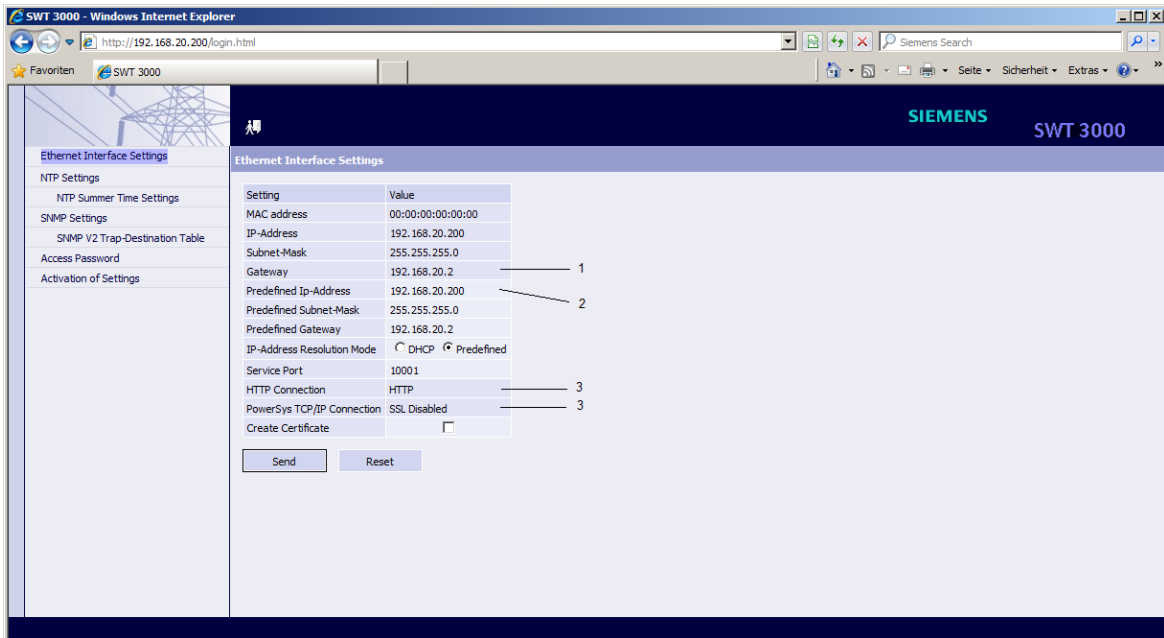 SWT 3000 - Windows Internet Explorer
http://192.168.20.200/login.html
Siemens Search
Favoriten
SWT 3000
Seite
Sicherheit
Extras
»
SIEMENS
SWT 3000
Ethernet Interface Settings
NTP Settings
NTP Summer Time Settings
SNMP Settings
SNMP V2 Trap-Destination Table
Access Password
Activation of Settings
Ethernet Interface Settings
Setting Value
MAC address 00:00:00:00:00:00
IP-Address 192.168.20.200
Subnet-Mask 255.255.255.0
Gateway 192.168.20.2 1
Predefined Ip-Address 192.168.20.200 2
Predefined Subnet-Mask 255.255.255.0
Predefined Gateway 192.168.20.2
IP-Address Resolution Mode DHCP Predefined
Service Port 10001
HTTP Connection HTTP 3
PowerSys TCP/IP Connection SSL Disabled 3
Create Certificate
Send Reset